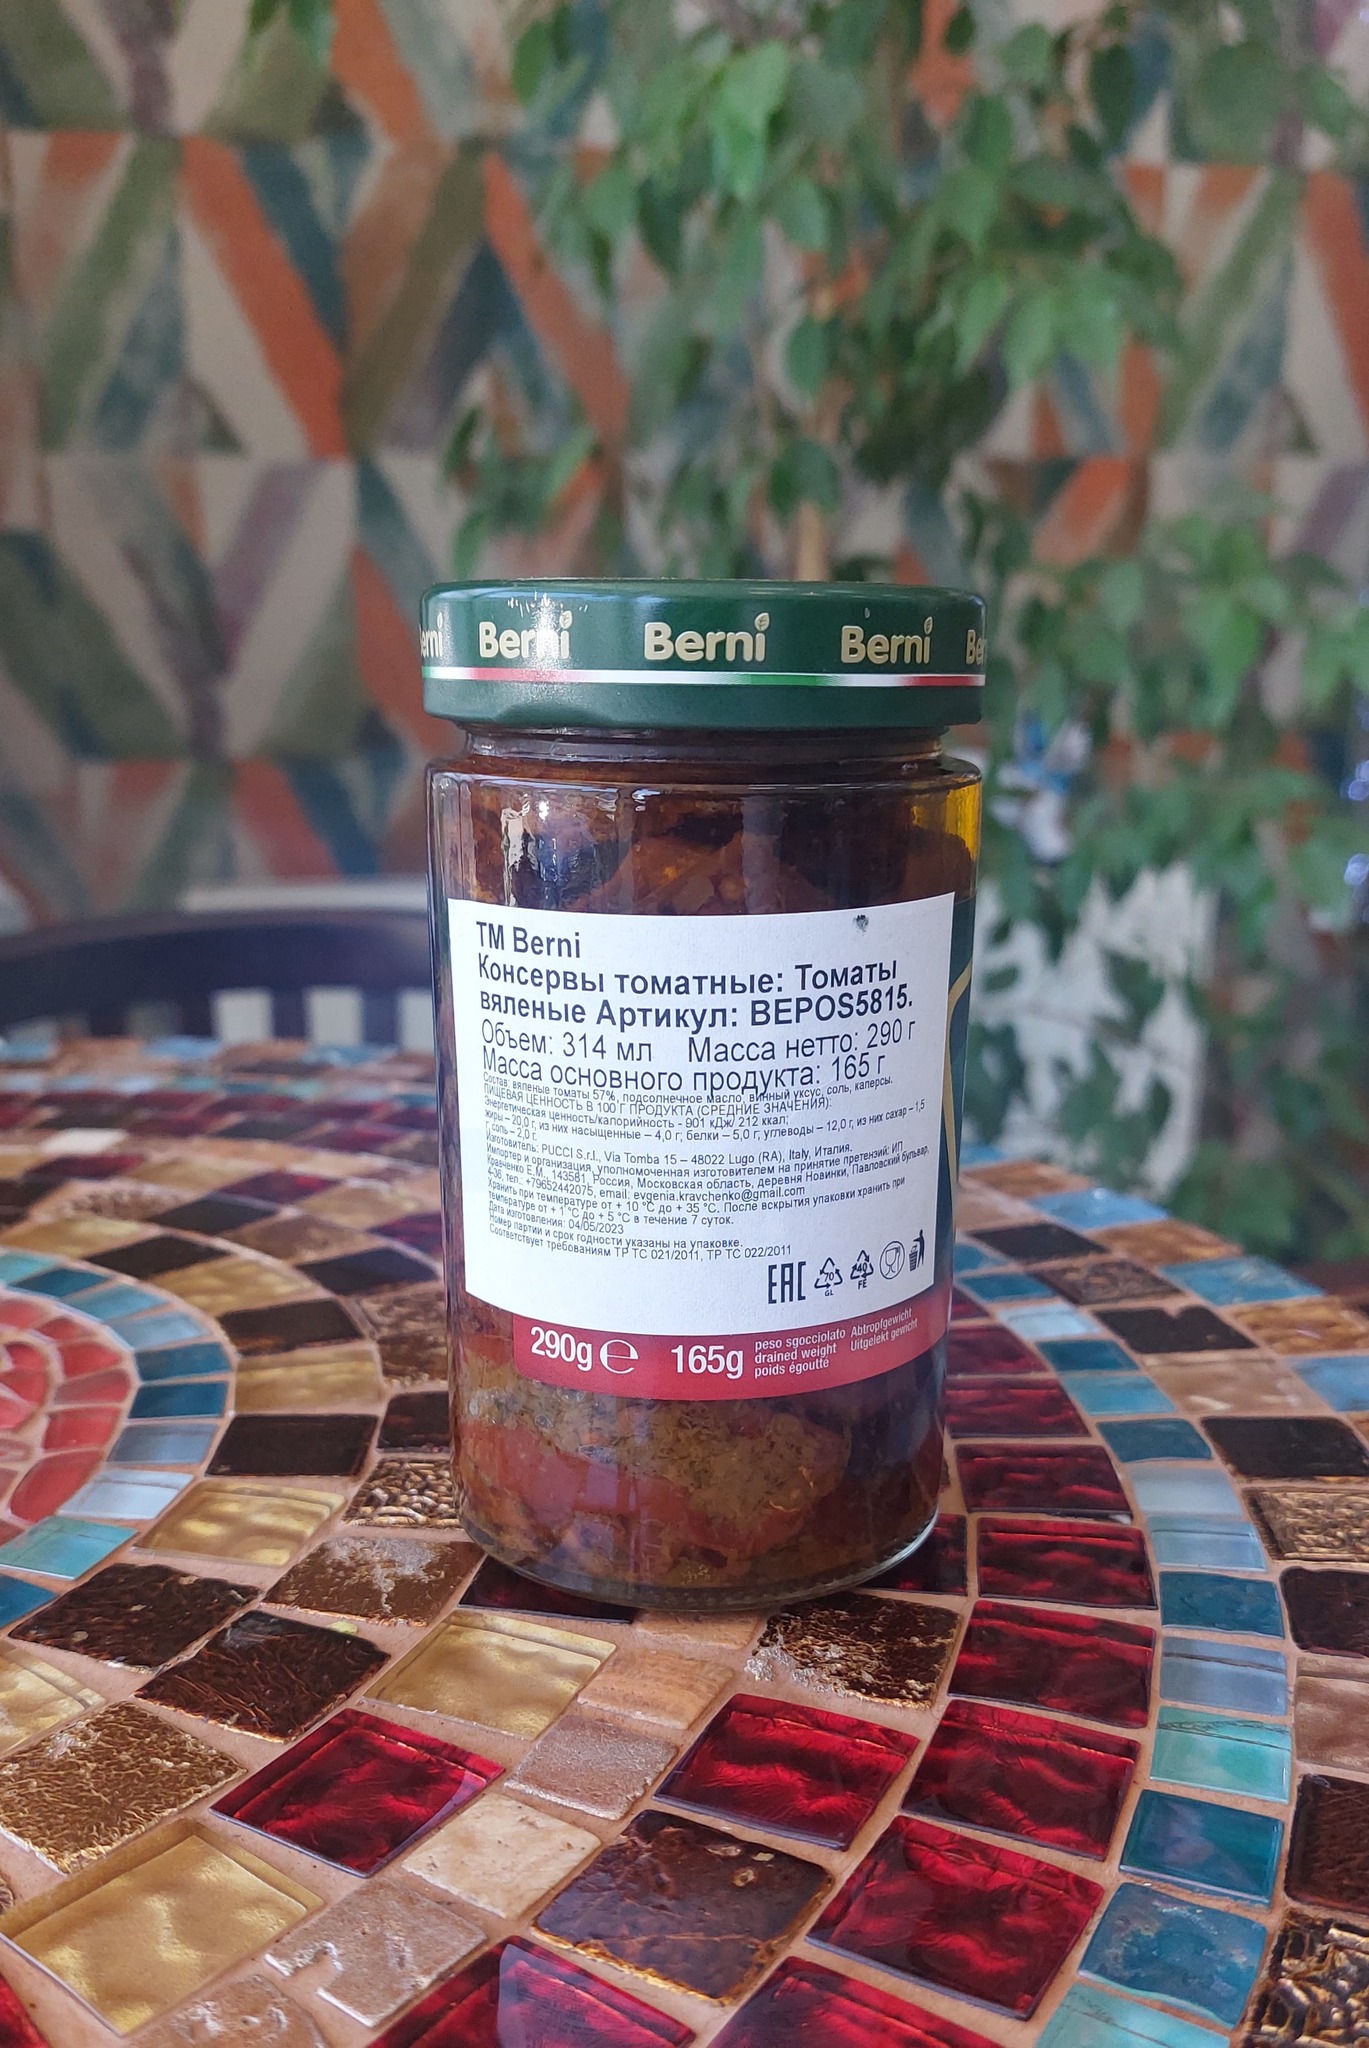 erni Berni Berni Berni Be
TM Berni
Консервы томатные: Томаты
вяленые Артикул: BEPOS5815.
Объем: 314 мл Масса нетто: 290 г
Масса основного продукта: 165 г
Состав: вяленые томаты 57%, подсолнечное масло, винный уксус, соль, каперсы.
ПИЩЕВАЯ ЦЕННОСТЬ В 100 Г ПРОДУКТА (СРЕДНИЕ ЗНАЧЕНИЯ):
Энергетическая ценность/калорийность - 901 кДж/ 212 ккал;
жиры – 20,0 г, из них насыщенные – 4,0 г; белки – 5,0 г; углеводы – 12,0 г, из них сахар – 1,5
г, соль – 2,0 г.
Изготовитель: PUCCI S.r.l., Via Tomba 15 – 48022 Lugo (RA), Italy, Италия.
Импортер и организация, уполномоченная изготовителем на принятие претензий: ИП
Кравченко Е.М., 143581, Россия, Московская область, деревня Новинки, Павловский бульвар,
4-36, тел.: +79652442075, email: evgenia.kravchenko@gmail.com
Хранить при температуре от + 10 °C до + 35 °C. После вскрытия упаковки хранить при
температуре от + 1 °C до + 5 °C в течение 7 суток.
Дата изготовления: 04/05/2023
Номер партии и срок годности указаны на упаковке.
Соответствует требованиям ТР ТС 021/2011, ТР ТС 022/2011
EAC 70 GL 40 FE
290g e 165g
peso sgocciolato Abtropfgewicht
drained weight Uitgelekt gewicht
poids égoutté